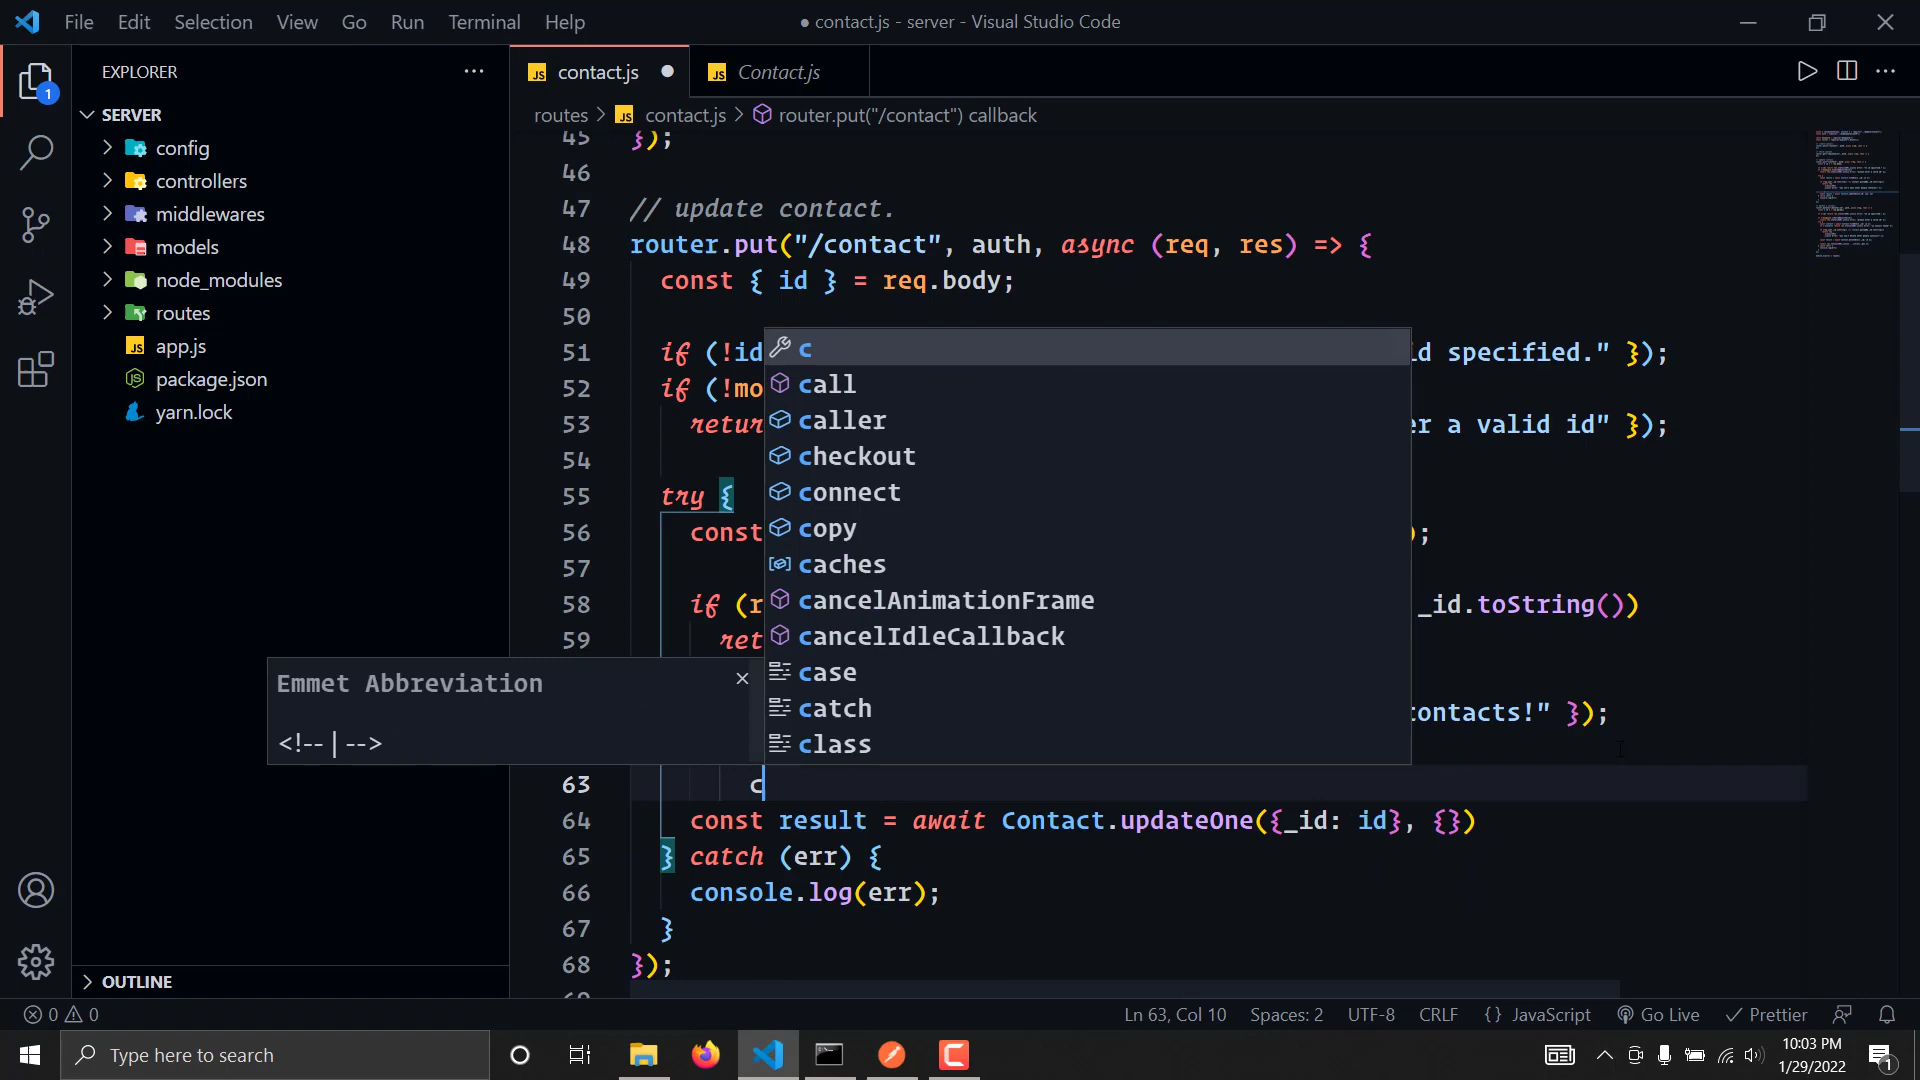 File Edit Selection View Go Run Terminal Help
● contact.js - server - Visual Studio Code
EXPLORER
1
SERVER
config
controllers
middlewares
models
node_modules
routes
app.js
package.json
yarn.lock
OUTLINE
JS contact.js
JS Contact.js
routes > JS contact.js > router.put("/contact") callback
45 });
46
47 // update contact.
48 router.put("/contact", auth, async (req, res) => {
49 const { id } = req.body;
50
51 if (!id d specified." });
52 if (!mo
53 retur er a valid id" });
54
55 try {
56 const );
57
58 if (r _id.toString())
59 ret
contacts!" });
63 c
64 const result = await Contact.updateOne({_id: id}, {})
65 } catch (err) {
66 console.log(err);
67 }
68 });
c
call
caller
checkout
connect
copy
caches
cancelAnimationFrame
cancelIdleCallback
case
catch
class
Emmet Abbreviation
<!-- | -->
0 0
Ln 63, Col 10 Spaces: 2 UTF-8 CRLF {} JavaScript Go Live Prettier
Type here to search
10:03 PM
1/29/2022
1